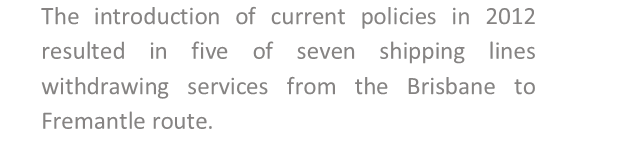 The introduction of current policies in 2012
resulted in five of seven shipping lines
withdrawing services from the Brisbane to
Fremantle route.